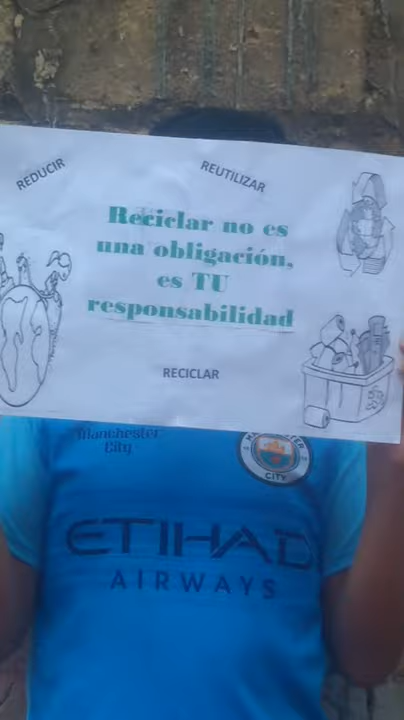 REDUCIR
REUTILIZAR
Reciclar no es
una obligación,
es TU
responsabilidad
RECICLAR
Manchester
City
MANCHESTER
CITY
ETIHAD
AIRWAYS